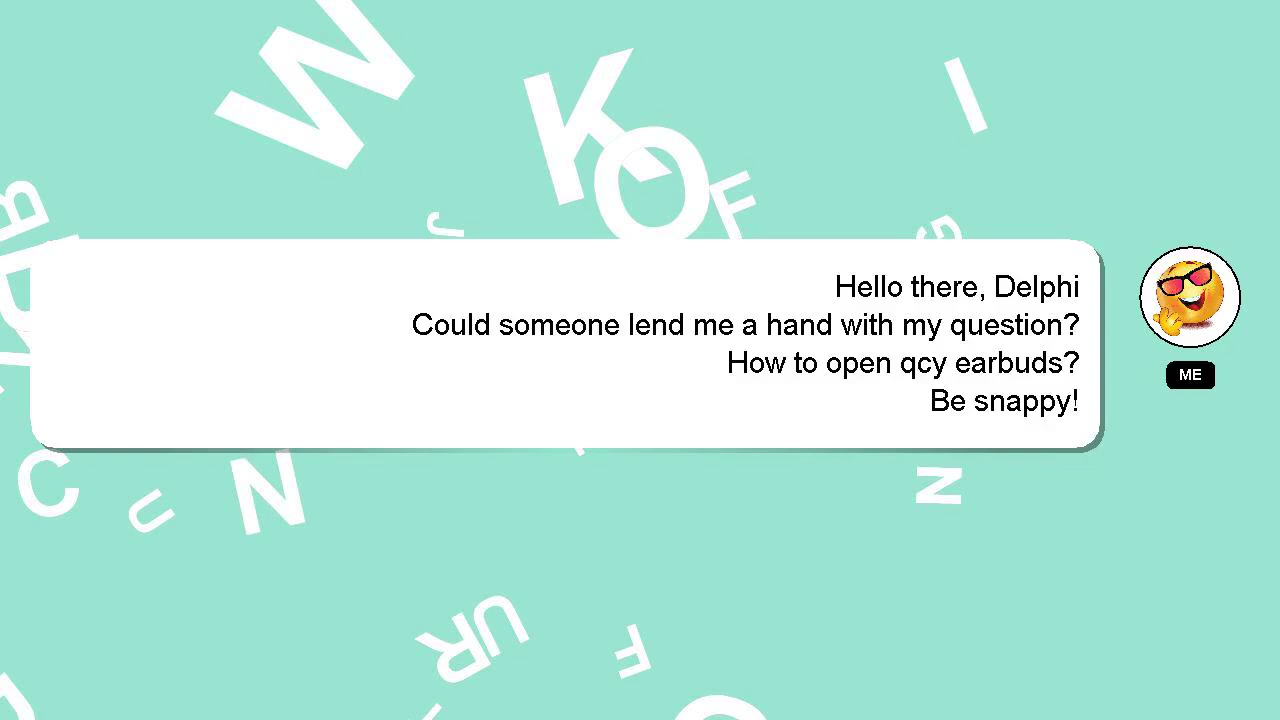 W
K
O
I
F
B
J
G
D
Hello there, Delphi
Could someone lend me a hand with my question?
How to open qcy earbuds?
Be snappy!
ME
C
U
N
N
U
R
F